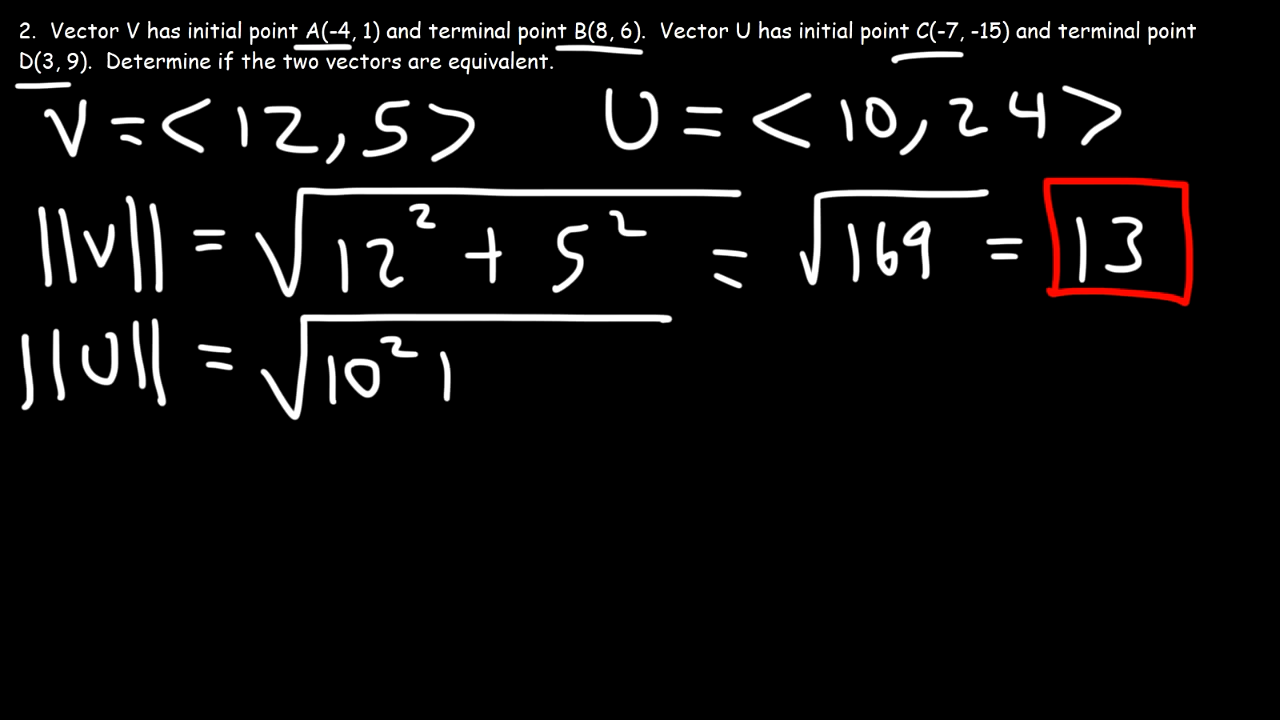 2. Vector V has initial point A(-4, 1) and terminal point B(8, 6). Vector U has initial point C(-7, -15) and terminal point
D(3, 9). Determine if the two vectors are equivalent.
V = < 12, 5 > U = < 10, 24 >
||V|| = √(12² + 5²) = √169 = 13
||U|| = √(10² 1